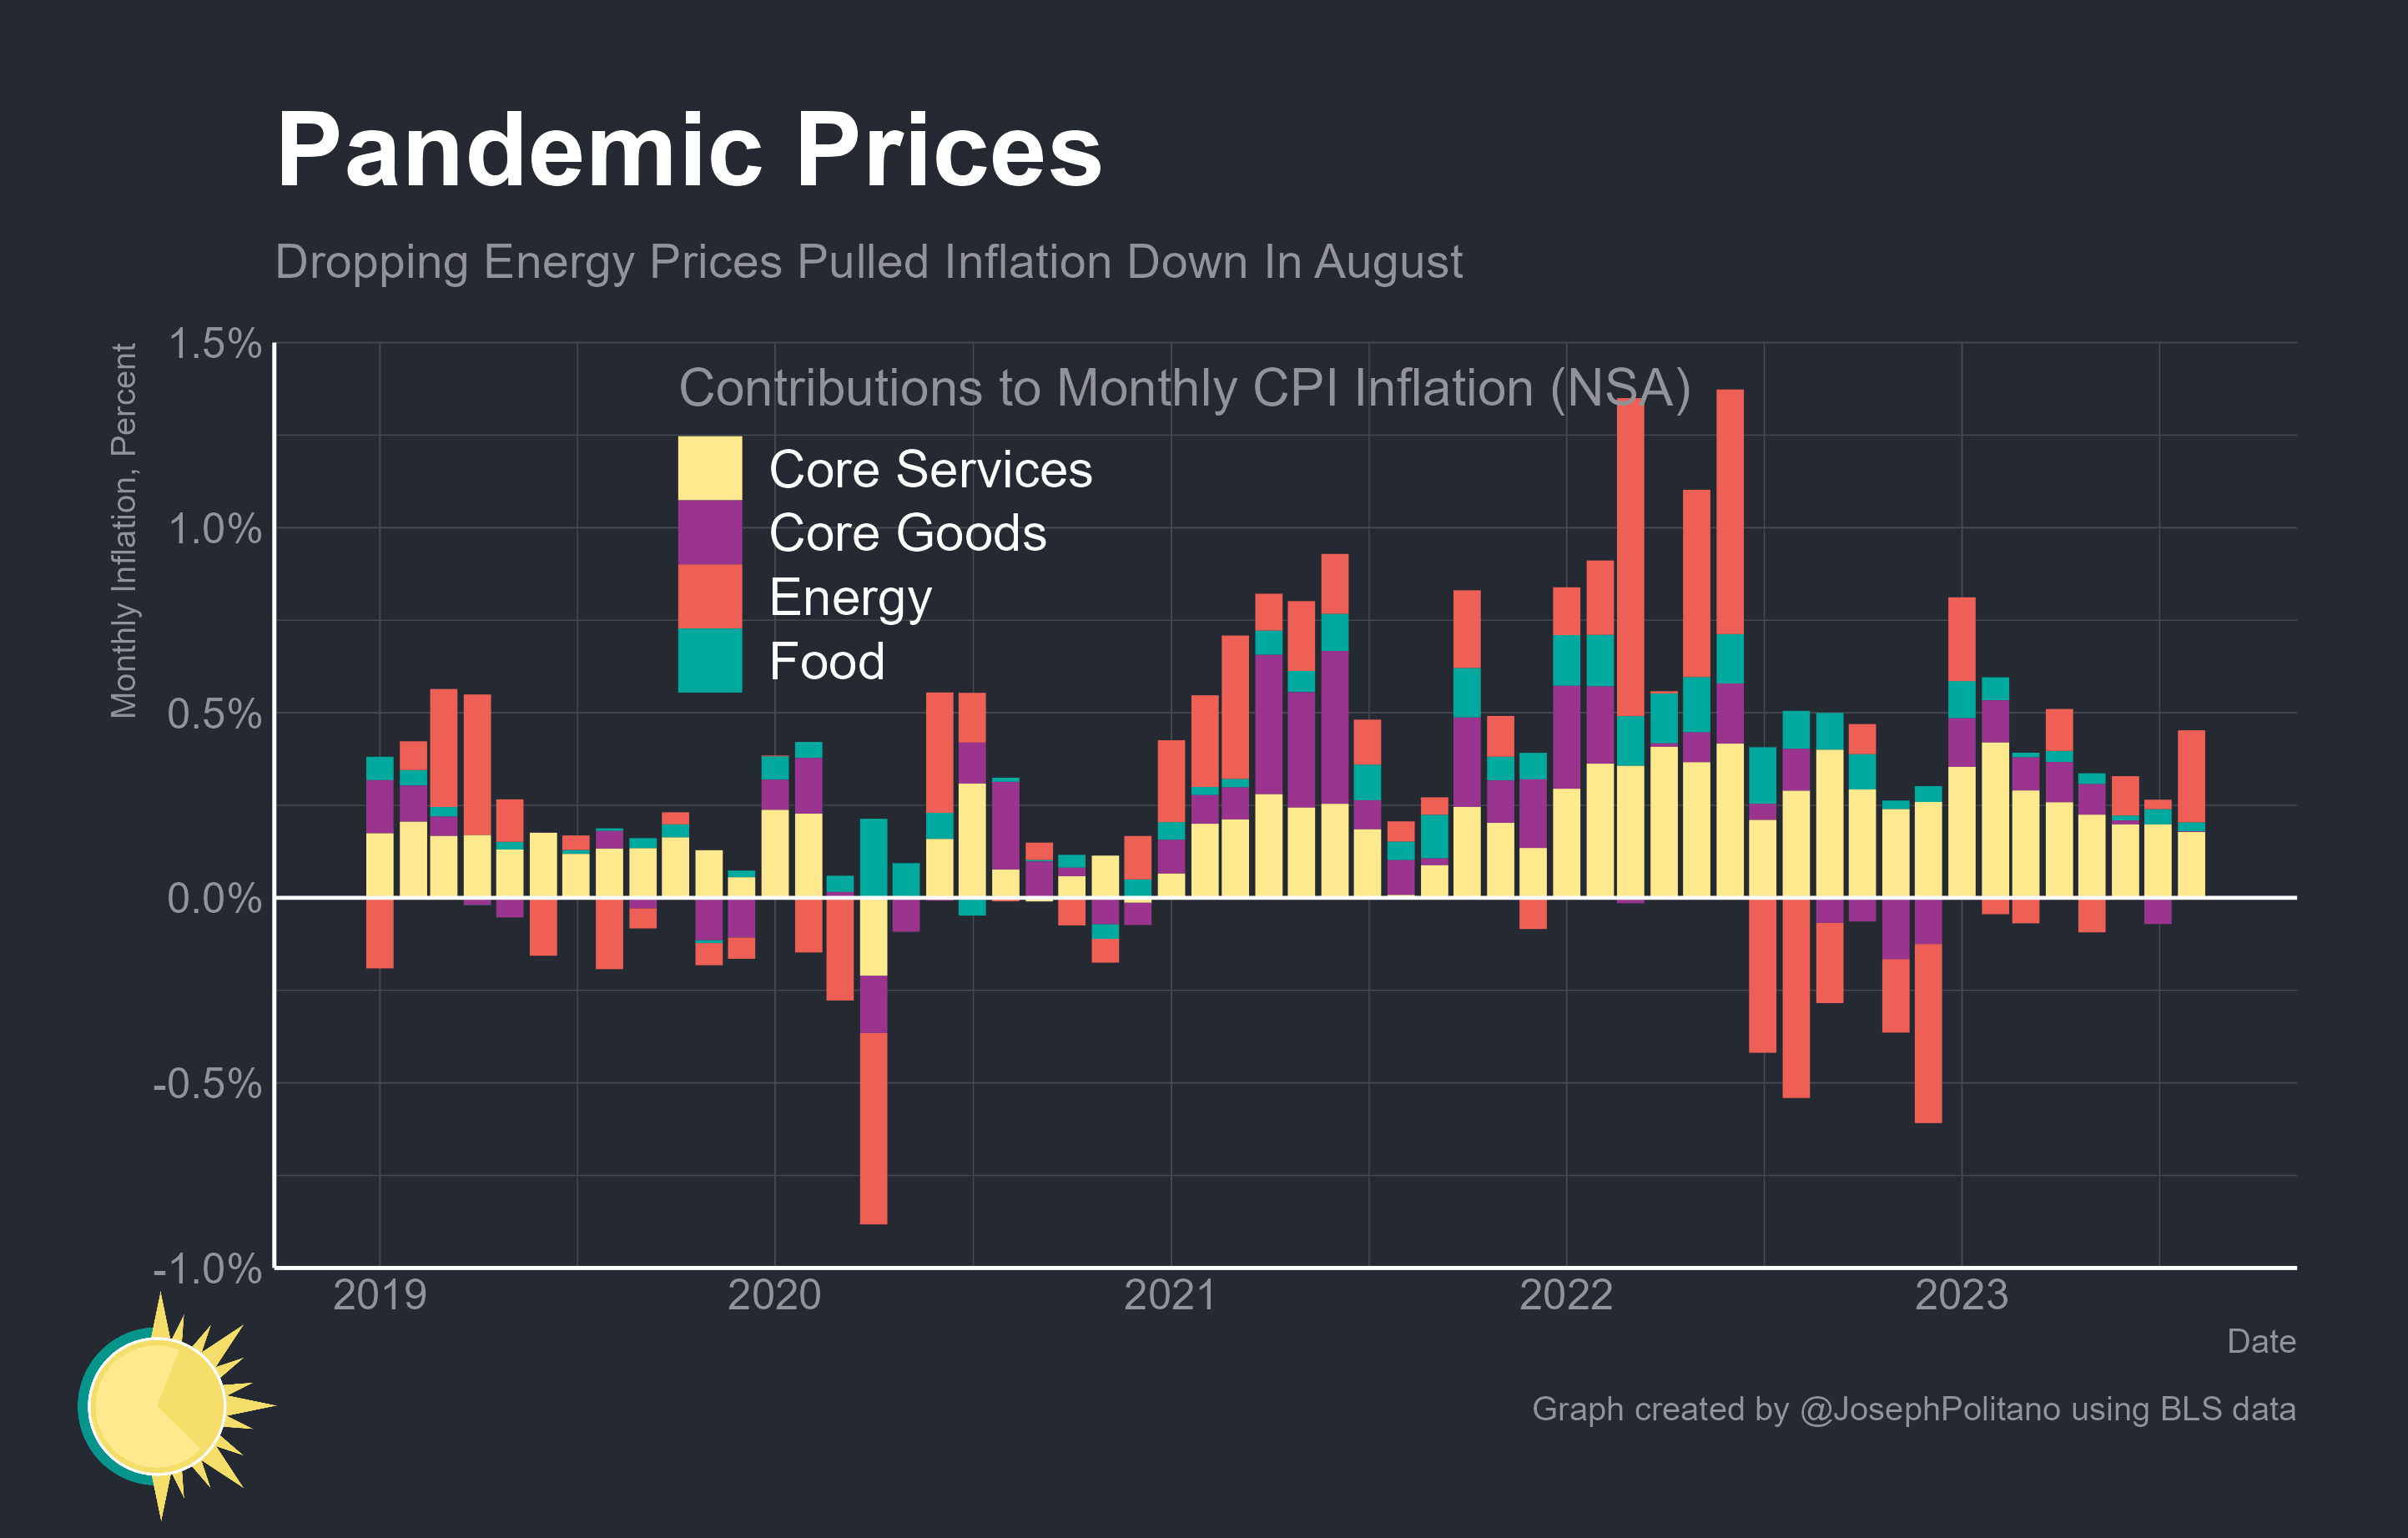 Pandemic Prices
Dropping Energy Prices Pulled Inflation Down In August
Monthly Inflation, Percent
1.5%
1.0%
0.5%
0.0%
-0.5%
-1.0%
Contributions to Monthly CPI Inflation (NSA)
Core Services
Core Goods
Energy
Food
2019 2020 2021 2022 2023
Date
Graph created by @JosephPolitano using BLS data